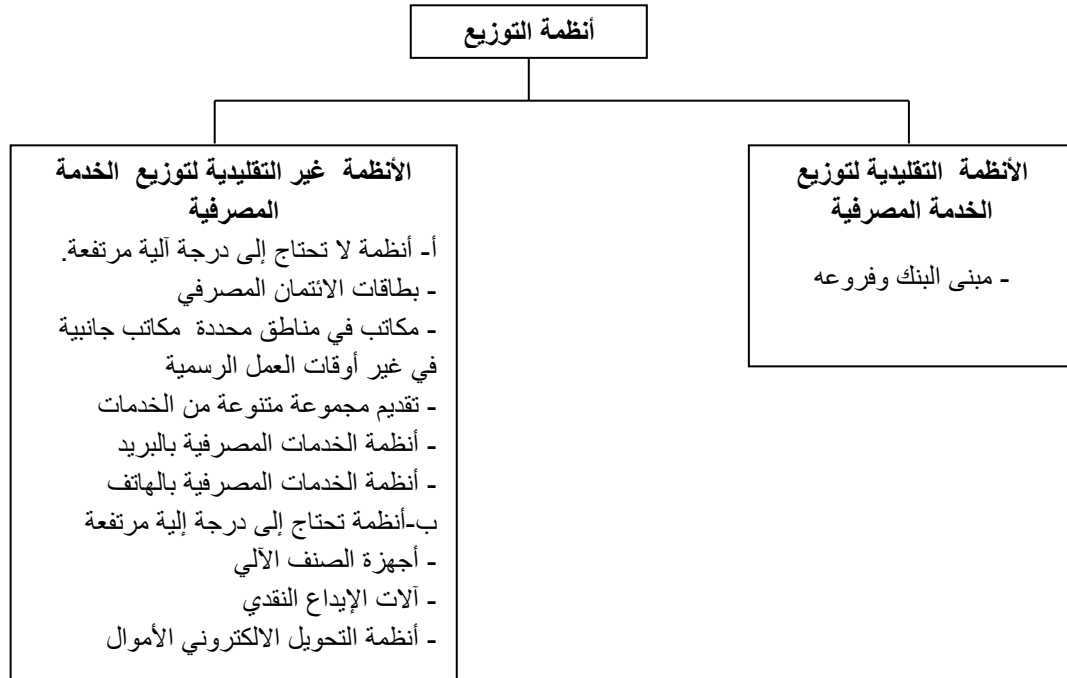 أنظمة التوزيع
الأنظمة التقليدية لتوزيع
الخدمة المصرفية
- مبنى البنك وفروعه
الأنظمة غير التقليدية لتوزيع الخدمة
المصرفية
أ- أنظمة لا تحتاج إلى درجة آلية مرتفعة.
- بطاقات الائتمان المصرفي
- مكاتب في مناطق محددة مكاتب جانبية
في غير أوقات العمل الرسمية
- تقديم مجموعة متنوعة من الخدمات
- أنظمة الخدمات المصرفية بالبريد
- أنظمة الخدمات المصرفية بالهاتف
ب-أنظمة تحتاج إلى درجة إلية مرتفعة
- أجهزة الصنف الآلي
- آلات الإيداع النقدي
- أنظمة التحويل الالكتروني الأموال